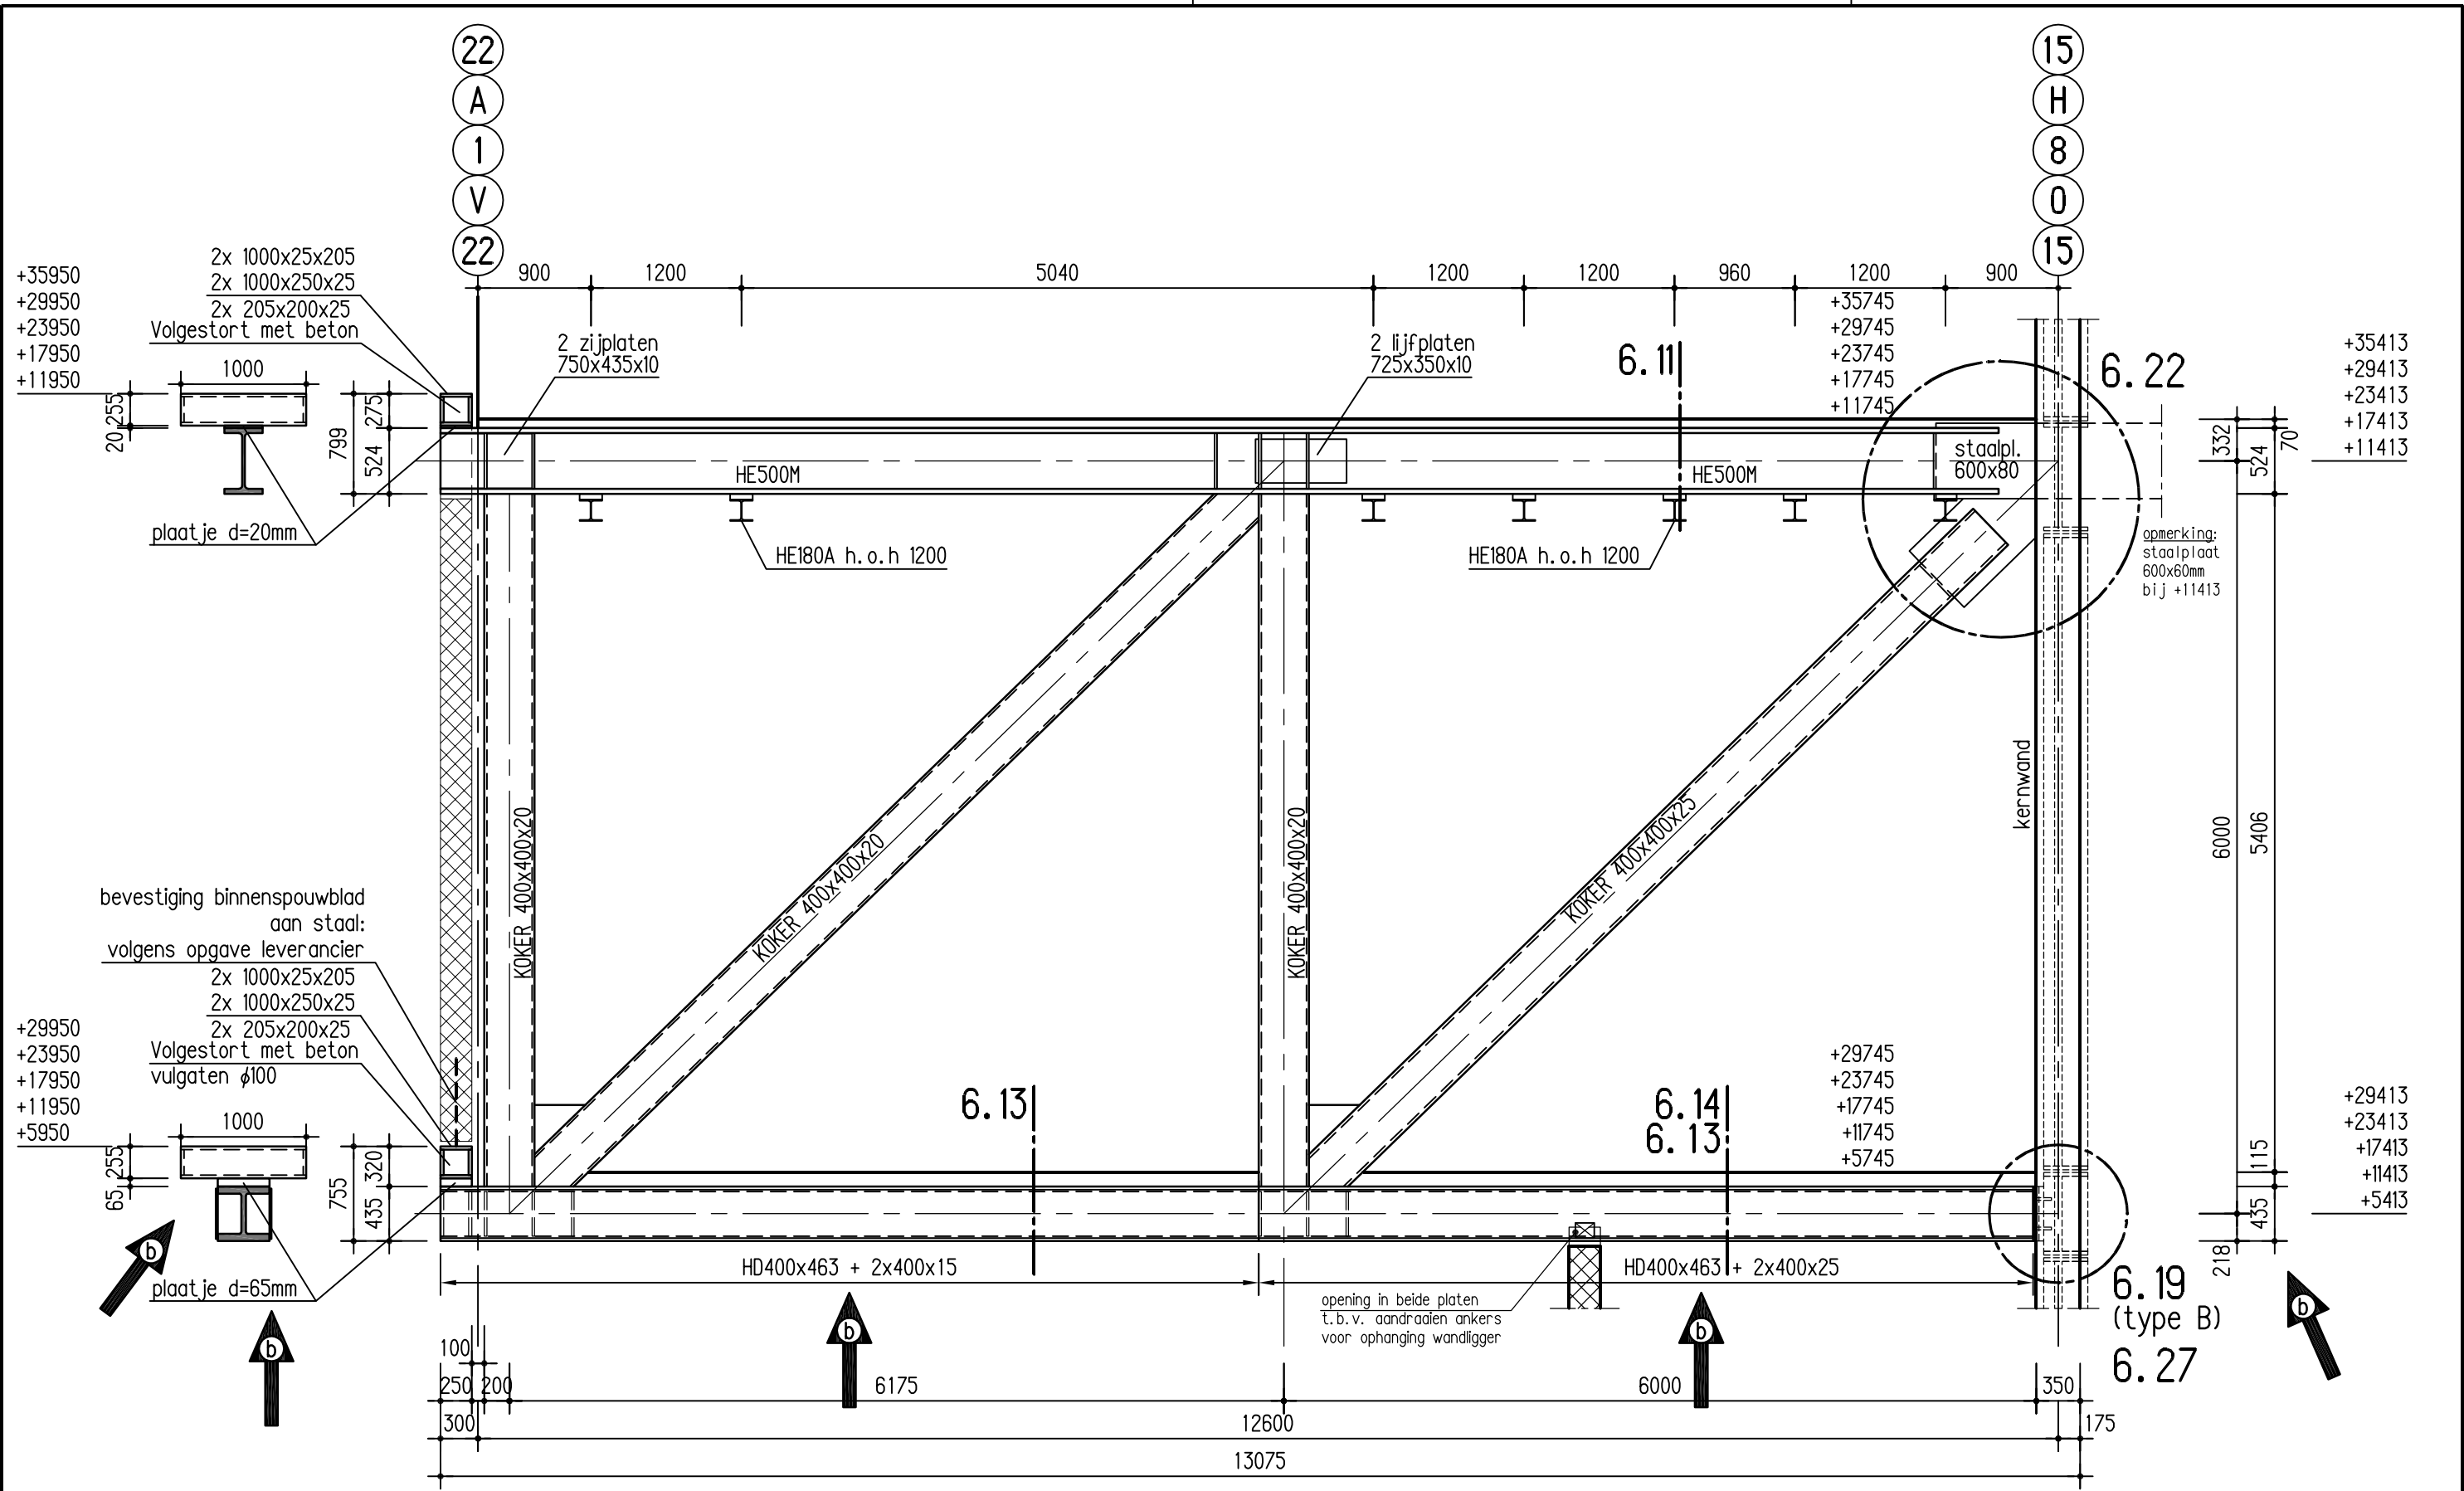 22
A
1
V
22
15
H
8
0
15
900
1200
5040
1200
1200
960
1200
900
+35950
+29950
+23950
+17950
+11950
2x 1000x25x205
2x 1000x250x25
2x 205x200x25
Volgestort met beton
1000
255
20
799
275
524
plaatje d=20mm
2 zijplaten
750x435x10
2 lijfplaten
725x350x10
6.11
+35745
+29745
+23745
+17745
+11745
6.22
+35413
+29413
+23413
+17413
+11413
332
524
70
HE500M
HE500M
staalpl.
600x80
HE180A h.o.h 1200
HE180A h.o.h 1200
opmerking:
staalplaat
600x60mm
bij +11413
KOKER 400x400x20
KOKER 400x400x20
KOKER 400x400x20
KOKER 400x400x25
kernwand
6000
5406
bevestiging binnenspouwblad
aan staal:
volgens opgave leverancier
2x 1000x25x205
2x 1000x250x25
2x 205x200x25
Volgestort met beton
vulgaten ϕ100
+29950
+23950
+17950
+11950
+5950
1000
255
65
755
320
435
plaatje d=65mm
6.13
6.14
6.13
+29745
+23745
+17745
+11745
+5745
+29413
+23413
+17413
+11413
+5413
115
435
218
HD400x463 + 2x400x15
HD400x463 + 2x400x25
opening in beide platen
t.b.v. aandraaien ankers
voor ophanging wandligger
6.19
(type B)
6.27
b
b
b
b
b
100
250
200
6175
6000
350
300
12600
175
13075